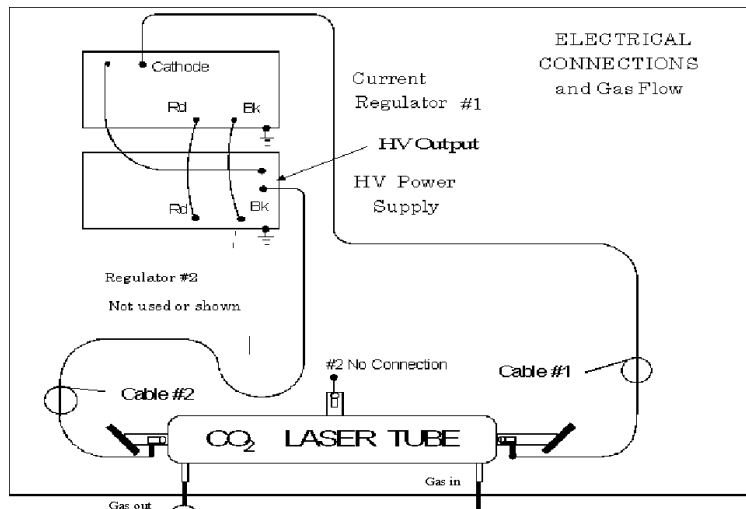 ELECTRICAL
CONNECTIONS
and Gas Flow
Cathode
Current
Regulator #1
Rd
Bk
HV Output
HV Power
Supply
Rd
Bk
Regulator #2
Not used or shown
#2 No Connection
Cable #2
Cable #1
CO2 LASER TUBE
Gas in
Gas out